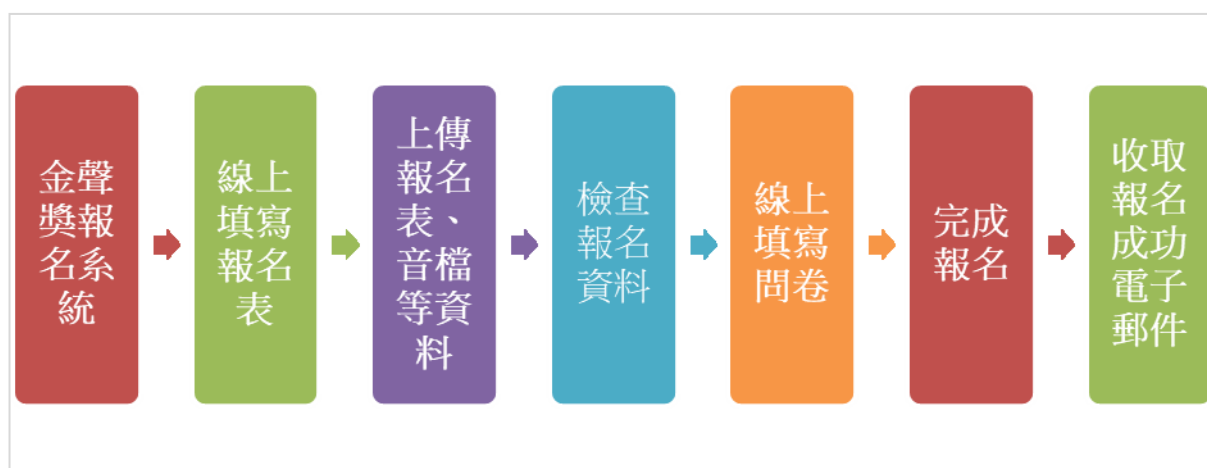 金聲
獎報
名系
統
線上
填寫
報名
表
上傳
報名
表、
音檔
等資
料
檢查
報名
資料
線上
填寫
問卷
完成
報名
收取
報名
成功
電子
郵件